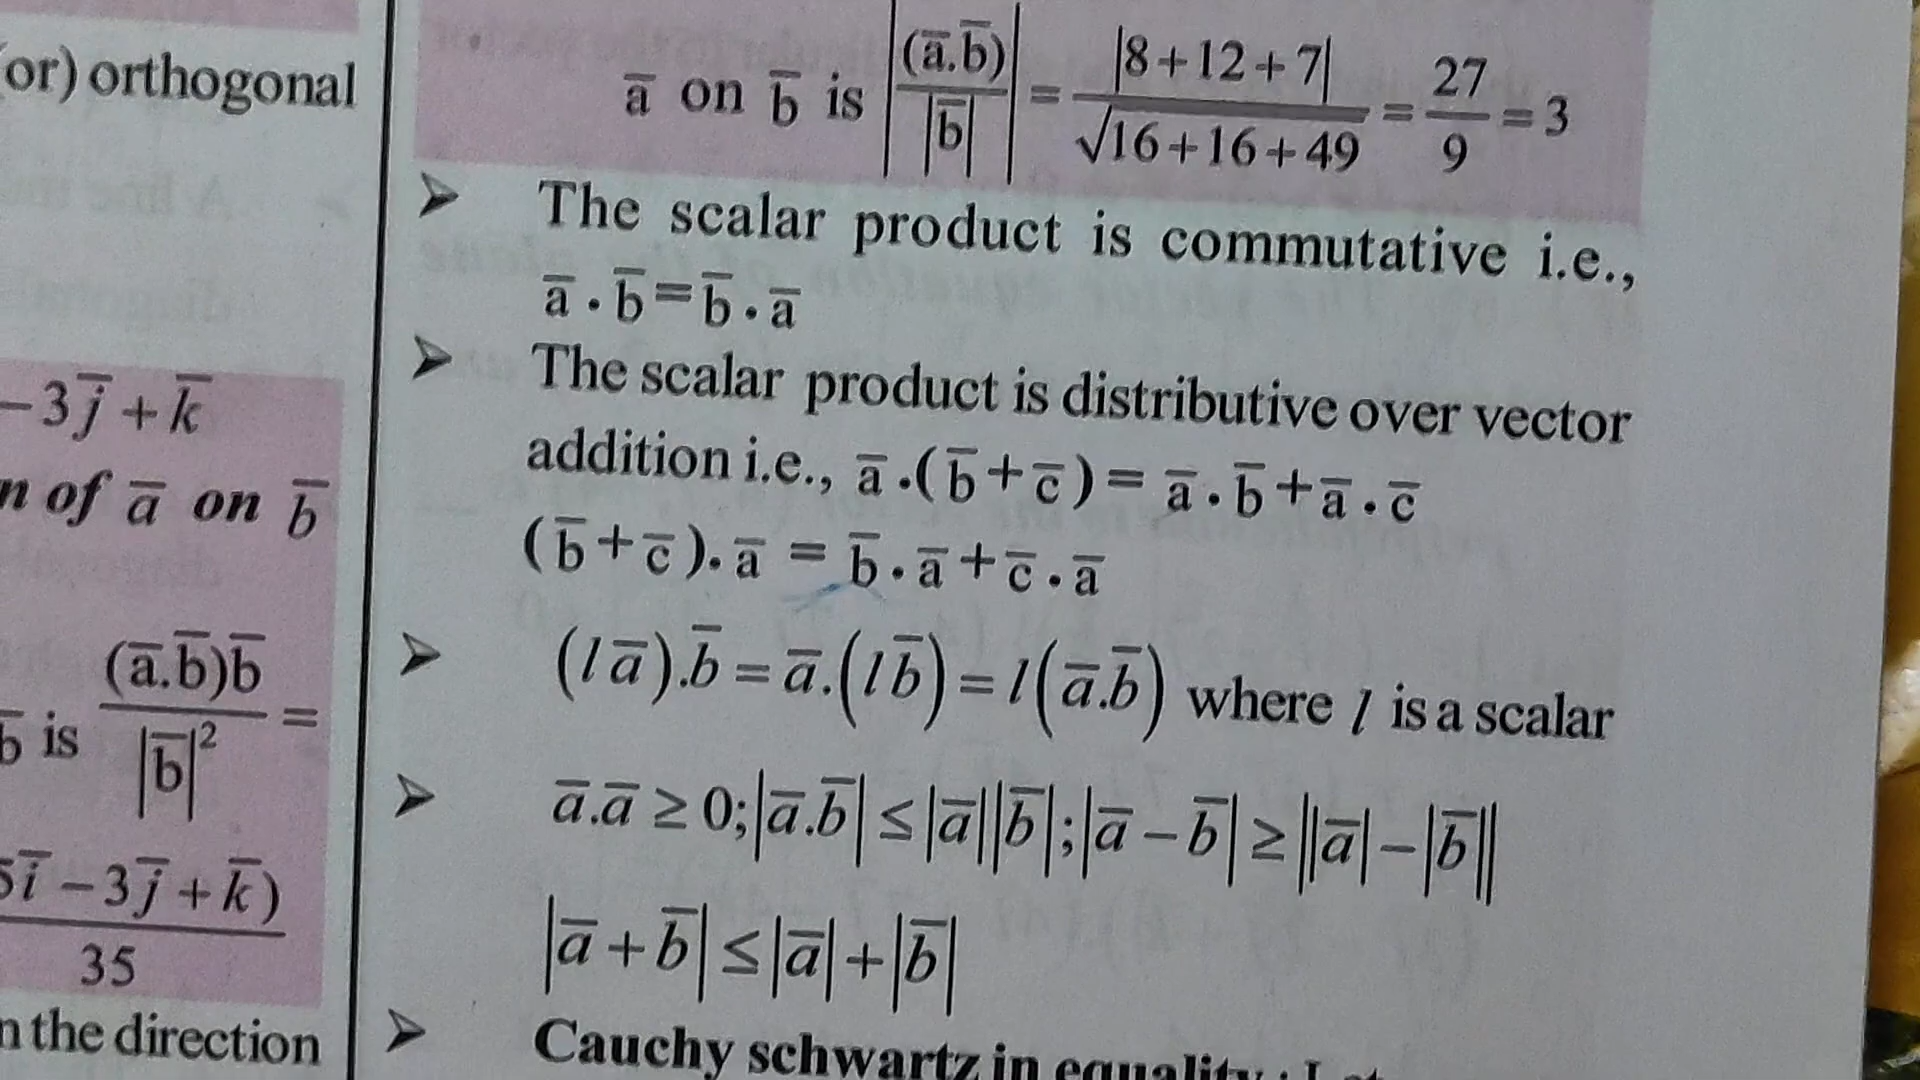 or) orthogonal
−3j̅ + k̅
of a̅ on b̅
b̅ is (a̅.b̅)b̅ / |b̅|² =
5i̅ − 3j̅ + k̅) / 35
the direction
a̅ on b̅ is |(a̅.b̅) / |b̅|| = |8+12+7| / √16+16+49 = 27 / 9 = 3
➤ The scalar product is commutative i.e.,
a̅ . b̅ = b̅ . a̅
➤ The scalar product is distributive over vector
addition i.e., a̅ .( b̅ + c̅ ) = a̅ . b̅ + a̅ . c̅
( b̅ + c̅ ). a̅ = b̅ . a̅ + c̅ . a̅
➤ (l a̅).b̅ = a̅.(l b̅) = l(a̅.b̅) where l is a scalar
➤ a̅.a̅ ≥ 0;|a̅.b̅| ≤ |a̅||b̅|;|a̅ − b̅| ≥ ||a̅| − |b̅||
|a̅ + b̅| ≤ |a̅| + |b̅|
➤ Cauchy schwartz in equality :